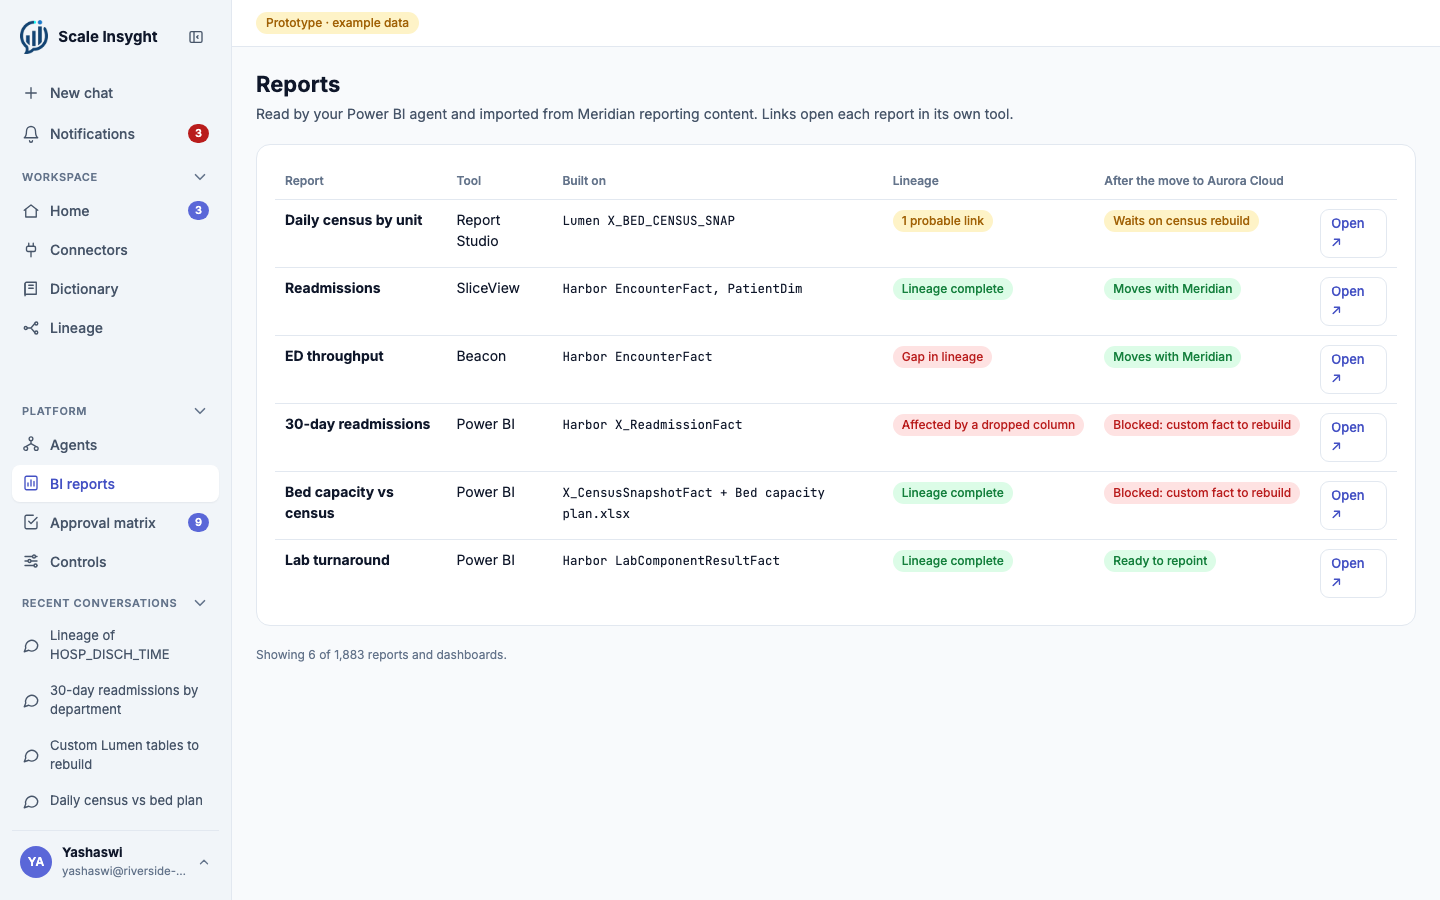 Scale Insyght
New chat
Notifications 3
WORKSPACE
Home 3
Connectors
Dictionary
Lineage
PLATFORM
Agents
BI reports
Approval matrix 9
Controls
RECENT CONVERSATIONS
Lineage of
HOSP_DISCH_TIME
30-day readmissions by
department
Custom Lumen tables to
rebuild
Daily census vs bed plan
YA
Yashaswi
yashaswi@riverside-...
Prototype · example data
Reports
Read by your Power BI agent and imported from Meridian reporting content. Links open each report in its own tool.
Report Tool Built on Lineage After the move to Aurora Cloud
Daily census by unit Report Studio Lumen X_BED_CENSUS_SNAP 1 probable link Waits on census rebuild Open ↗
Readmissions SliceView Harbor EncounterFact, PatientDim Lineage complete Moves with Meridian Open ↗
ED throughput Beacon Harbor EncounterFact Gap in lineage Moves with Meridian Open ↗
30-day readmissions Power BI Harbor X_ReadmissionFact Affected by a dropped column Blocked: custom fact to rebuild Open ↗
Bed capacity vs census Power BI X_CensusSnapshotFact + Bed capacity plan.xlsx Lineage complete Blocked: custom fact to rebuild Open ↗
Lab turnaround Power BI Harbor LabComponentResultFact Lineage complete Ready to repoint Open ↗
Showing 6 of 1,883 reports and dashboards.